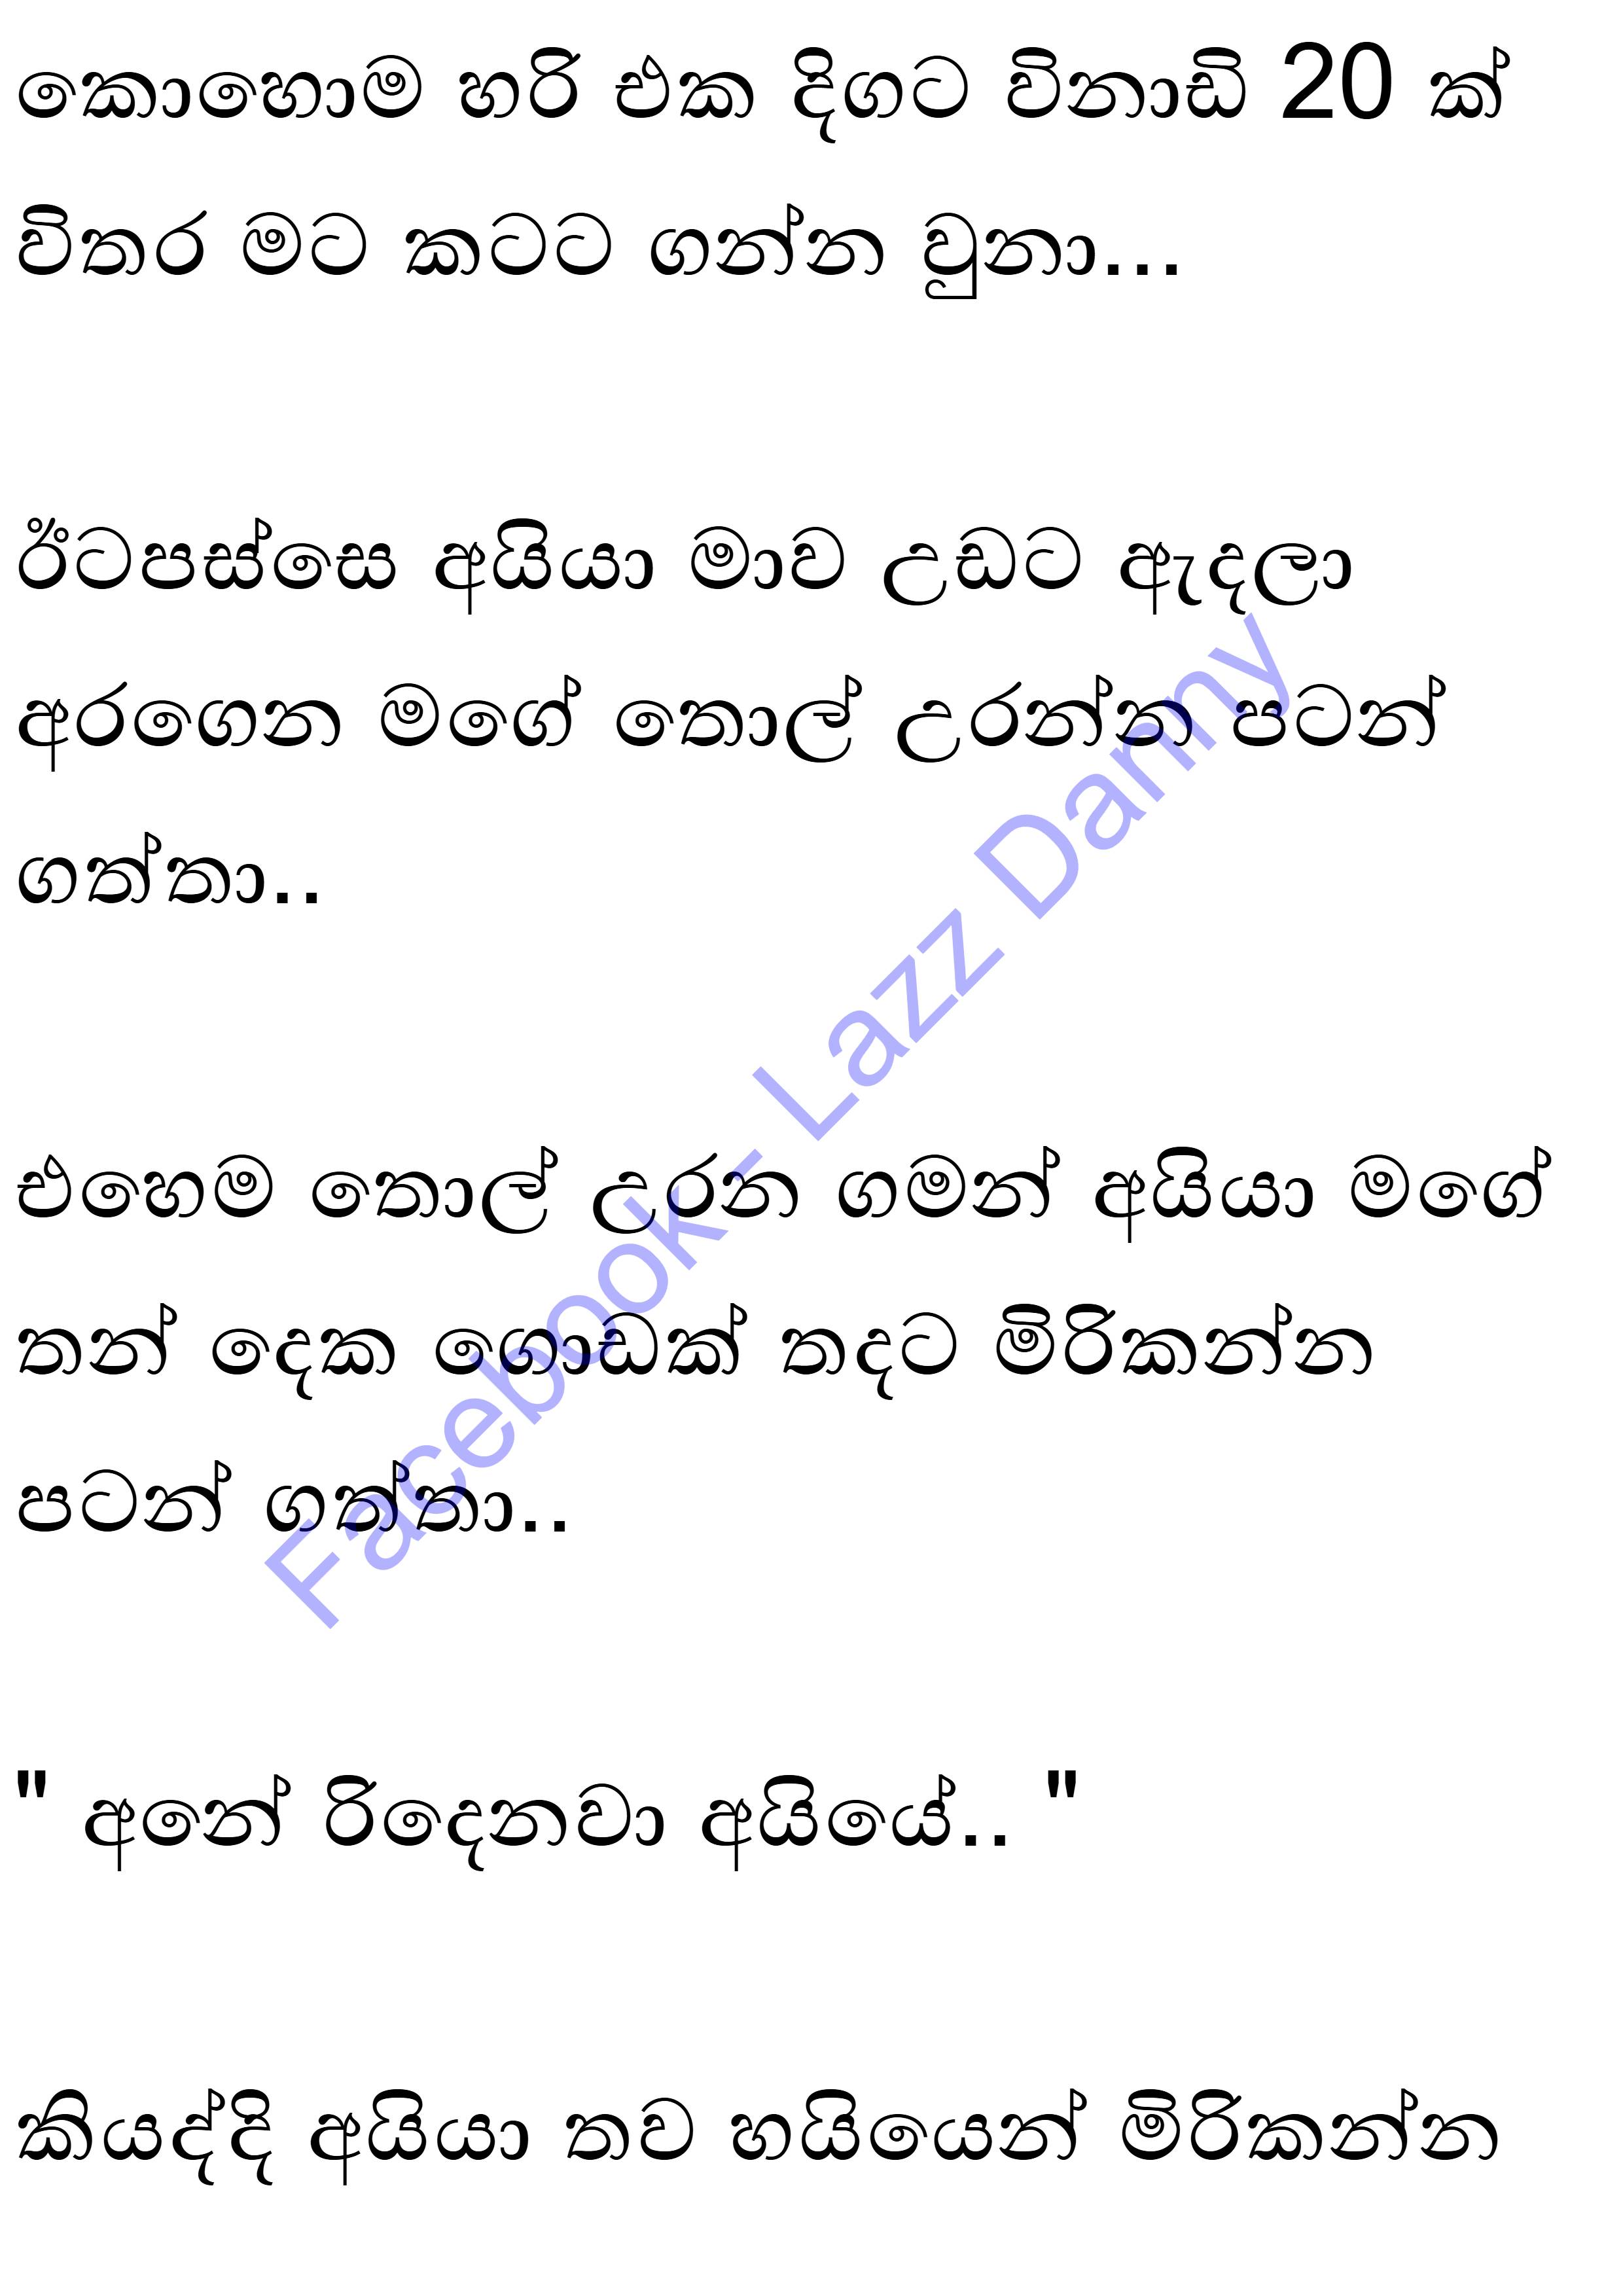 කොහොම හරි එක දිගට විනාඩි 20 ක්
විතර මට කටට ගන්න වුනා...
ඊටපස්සෙ අයියා මාව උඩට ඇදලා
අරගෙන මගේ තොල් උරන්න පටන්
ගත්තා..
එහෙම තොල් උරන ගමන් අයියා මගේ
තන් දෙක ගොඩක් තදට මිරිකන්න
පටන් ගත්තා..
" අනේ රිදෙනවා අයියේ.. "
කියද්දි අයියා තව හයියෙන් මිරිකන්න
Facebook- Lazz Danny